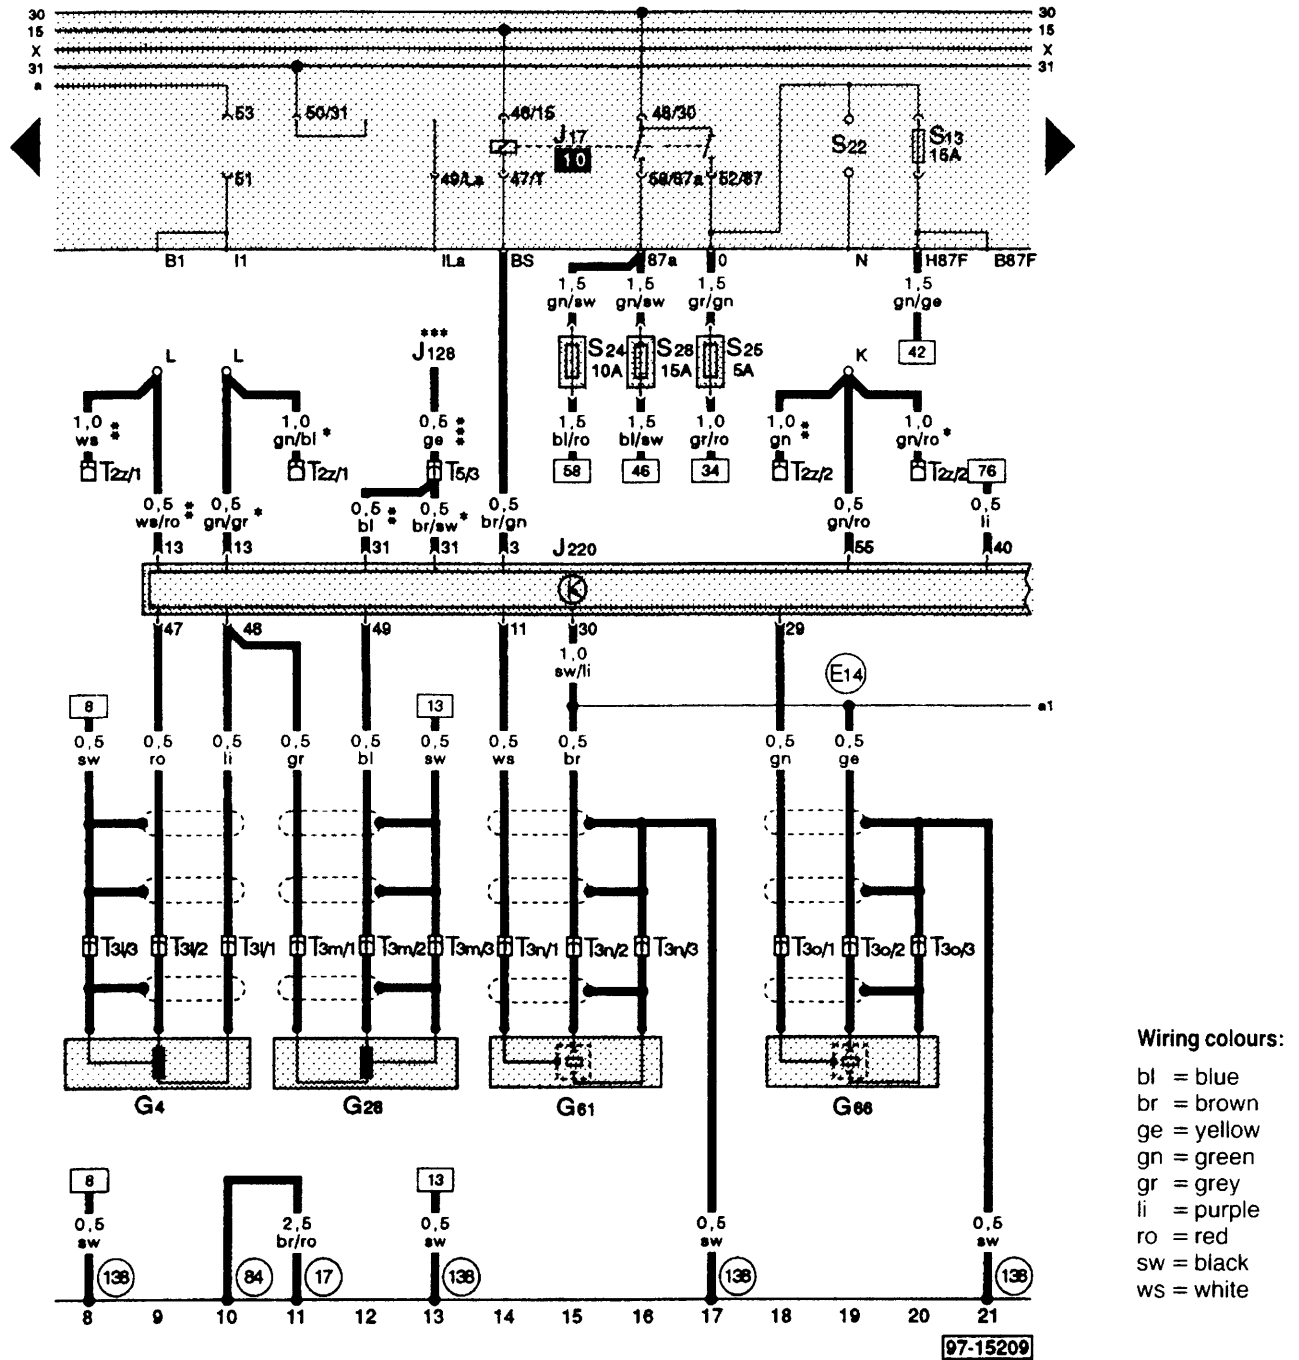 30 30
15 15
X X
31 31
a
53 50/31 46/15 48/30
J17 S22 S13
10 15A
51 49/La 47/T 58/87a 52/87
B1 I1 ILa BS 87a 0 N H87F B87F
1,5 1,5 1,5 1,5
gn/sw gn/sw gr/gn gn/ge
***
J128
S24 S28 S25 42
10A 15A 5A
L L K
1,0 ** 1,0 0,5 *** 1,5 1,5 1,0 1,0 ** 1,0
ws gn/bl * ge bl/ro bl/sw gr/ro gn gn/ro *
T2z/1 T2z/1 T5/3 58 46 34 T2z/2 T2z/2 76
0,5 0,5 0,5 0,5 0,5 0,5 0,5
ws/ro ** gn/gr * bl ** br/sw * br/gn gn/ro li
13 13 31 31 3 J220 55 40
K
47 48 49 11 30 29
1,0
sw/li
E14
8 13 a1
0,5 0,5 0,5 0,5 0,5 0,5 0,5 0,5 0,5 0,5
sw ro li gr bl sw ws br gn ge
T3l/3 T3l/2 T3l/1 T3m/1 T3m/2 T3m/3 T3n/1 T3n/2 T3n/3 T3o/1 T3o/2 T3o/3
G4 G28 G61 G66
8 13
0,5 2,5 0,5 0,5 0,5
sw br/ro sw sw sw
138 84 17 138 138 138
8 9 10 11 12 13 14 15 16 17 18 19 20 21
97-15209
Wiring colours:
bl = blue
br = brown
ge = yellow
gn = green
gr = grey
li = purple
ro = red
sw = black
ws = white